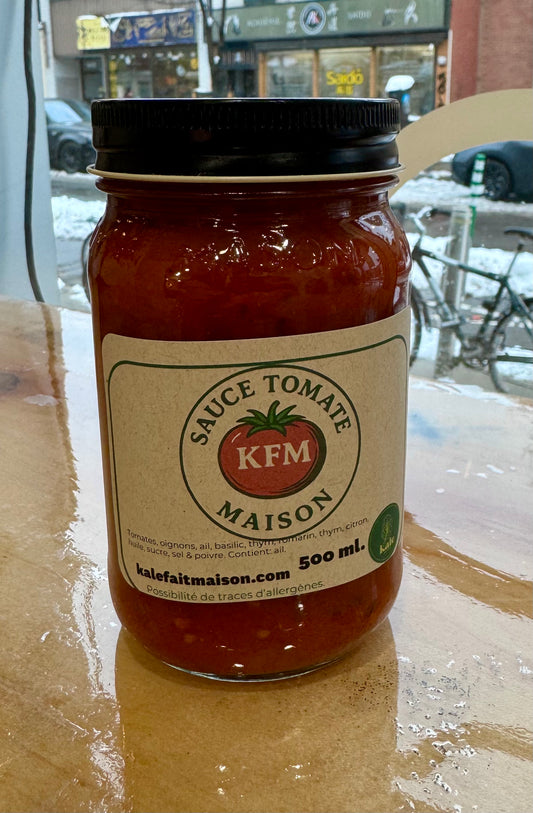 Saido
SAUCE TOMATE
KFM
MAISON
Tomates, oignons, ail, basilic, thym, romarin, thym, citron,
huile, sucre, sel & poivre. Contient: ail.
500 ml.
kalefaitmaison.com
Possibilité de traces d'allergènes.